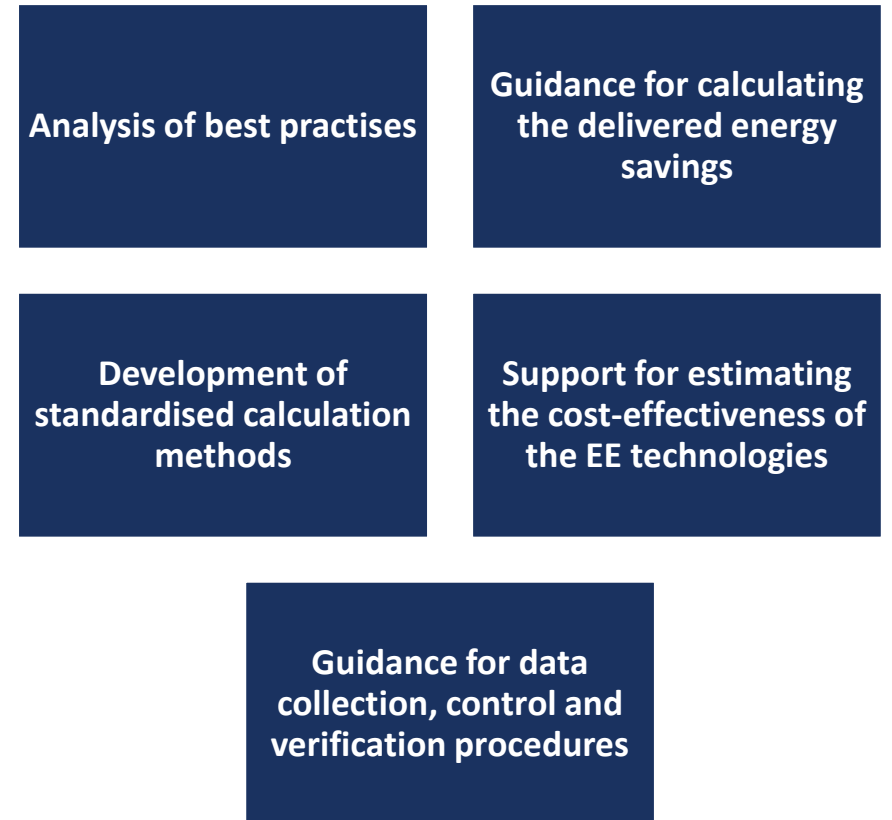 Analysis of best practises
Guidance for calculating
the delivered energy
savings
Development of
standardised calculation
methods
Support for estimating
the cost-effectiveness of
the EE technologies
Guidance for data
collection, control and
verification procedures